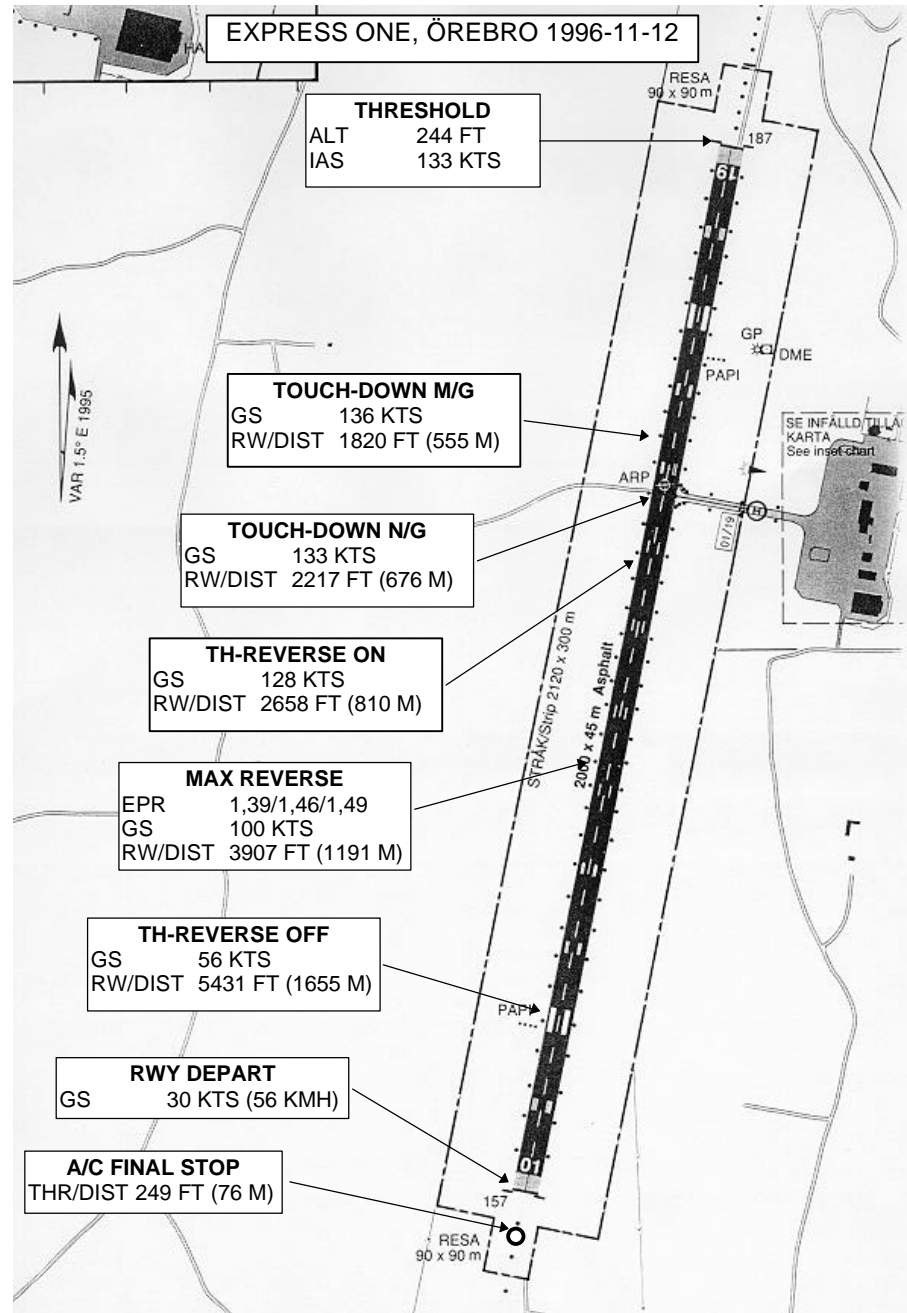 HA
EXPRESS ONE, ÖREBRO 1996-11-12
RESA
90 x 90 m
THRESHOLD
ALT 244 FT
IAS 133 KTS
187
19
GP
DME
PAPI
VAR 1.5° E 1995
TOUCH-DOWN M/G
GS 136 KTS
RW/DIST 1820 FT (555 M)
SE INFÄLLD TILLÄ
KARTA
See inset chart
ARP
H
01/19
TOUCH-DOWN N/G
GS 133 KTS
RW/DIST 2217 FT (676 M)
STRÅK/Strip 2120 x 300 m
2000 x 45 m Asphalt
TH-REVERSE ON
GS 128 KTS
RW/DIST 2658 FT (810 M)
MAX REVERSE
EPR 1,39/1,46/1,49
GS 100 KTS
RW/DIST 3907 FT (1191 M)
TH-REVERSE OFF
GS 56 KTS
RW/DIST 5431 FT (1655 M)
PAPI
RWY DEPART
GS 30 KTS (56 KMH)
01
157
A/C FINAL STOP
THR/DIST 249 FT (76 M)
RESA
90 x 90 m